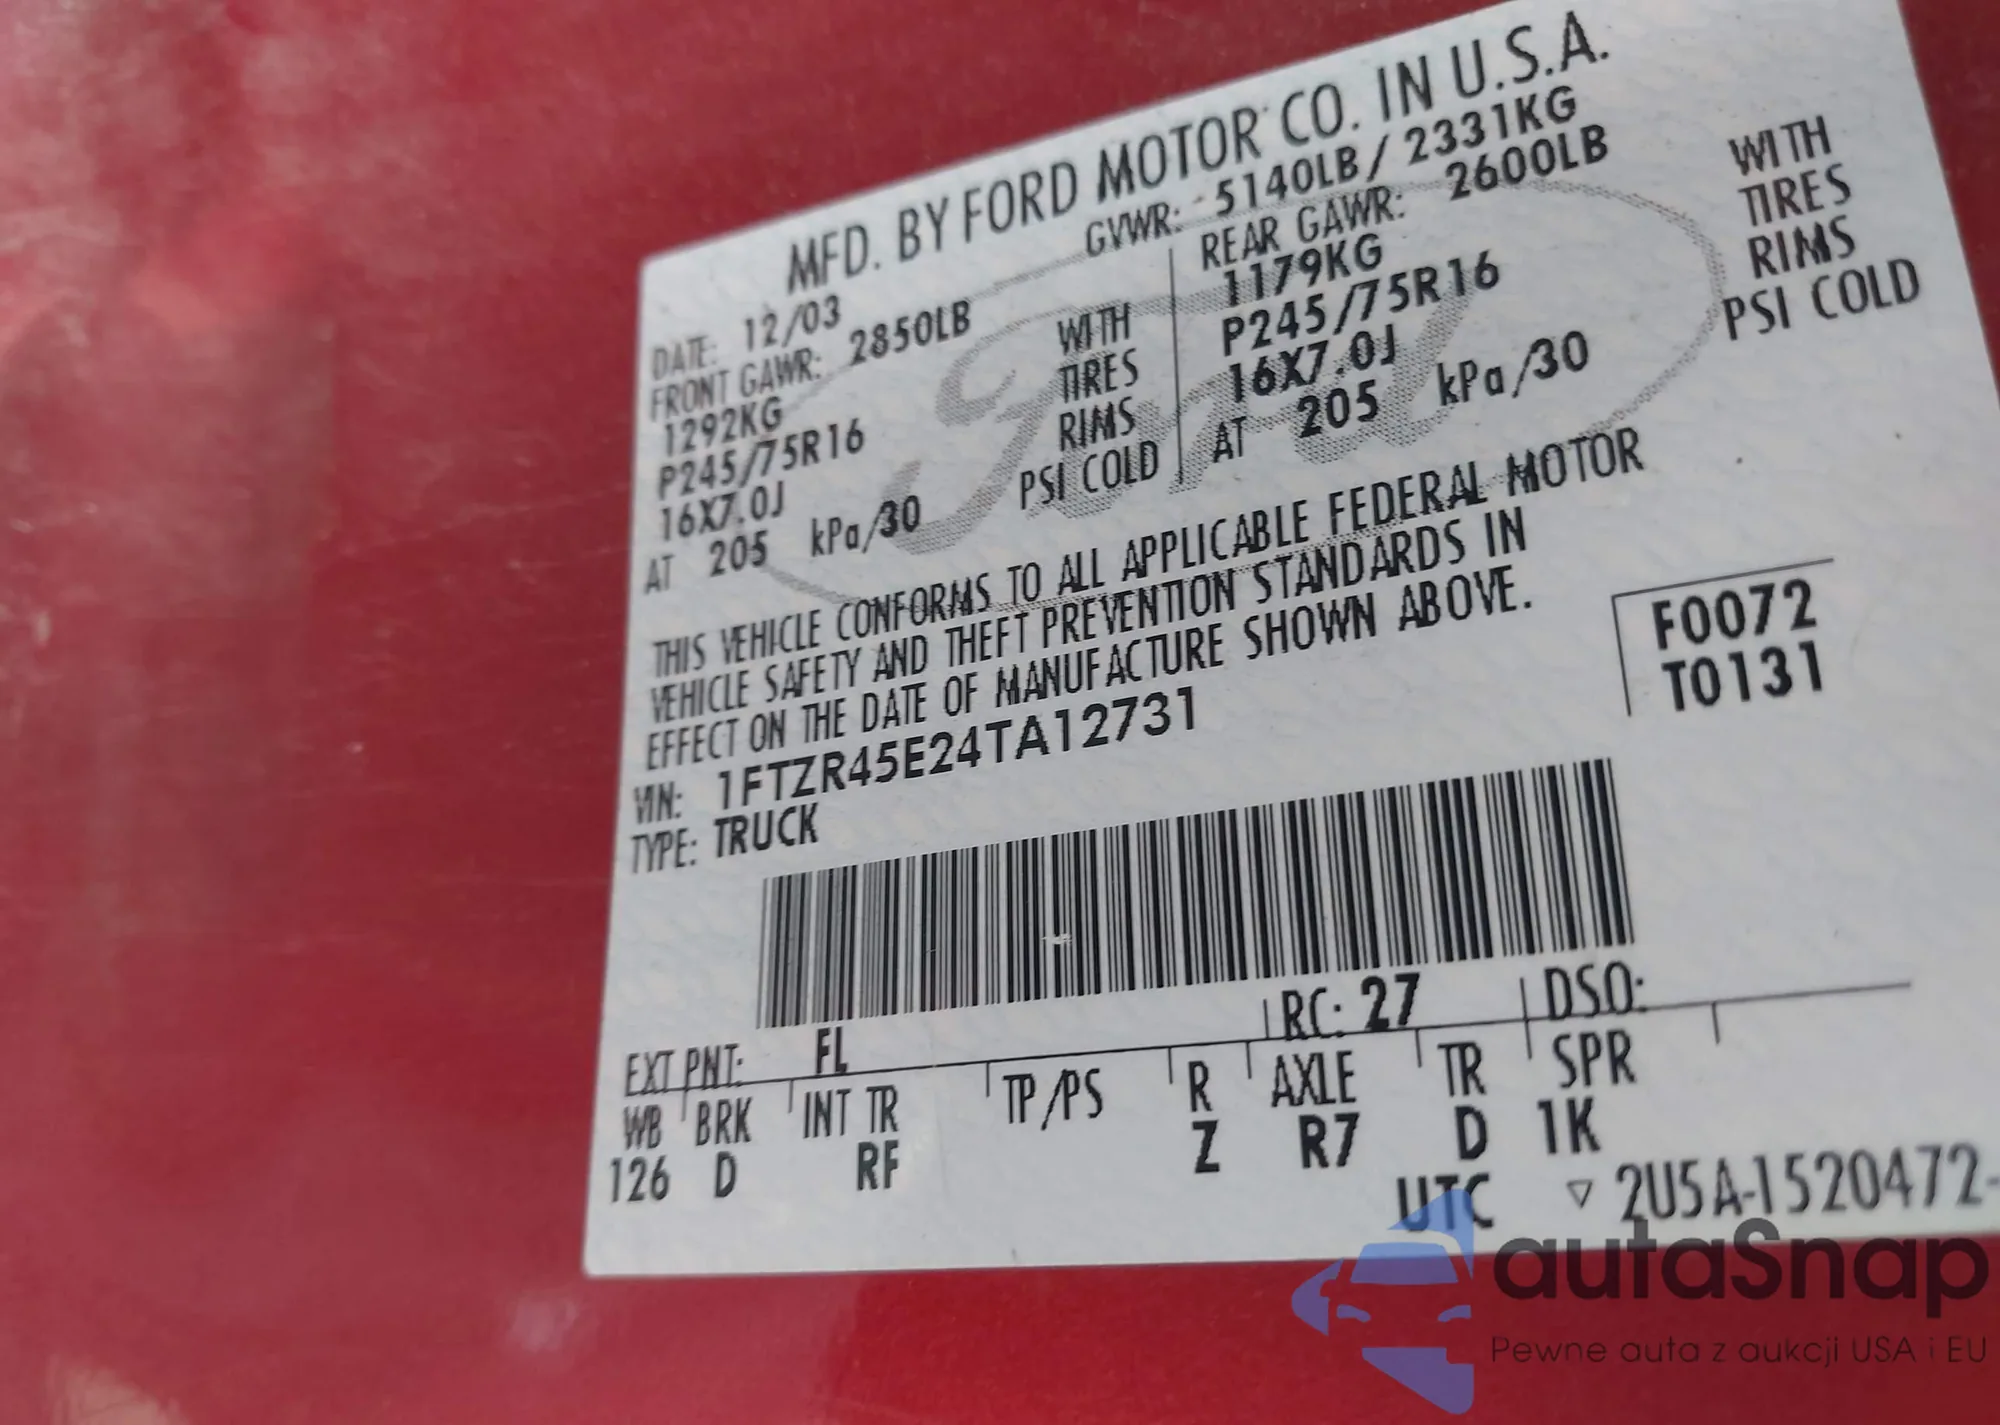 MFD. BY FORD MOTOR CO. IN U.S.A.
DATE: 12/03 GVWR: 5140LB/ 2331KG
FRONT GAWR: 2850LB REAR GAWR: 2600LB
1292KG WITH 1179KG WITH
P245/75R16 TIRES P245/75R16 TIRES
16X7.0J RIMS 16X7.0J RIMS
AT 205 kPa/30 PSI COLD AT 205 kPa/30 PSI COLD
THIS VEHICLE CONFORMS TO ALL APPLICABLE FEDERAL MOTOR
VEHICLE SAFETY AND THEFT PREVENTION STANDARDS IN
EFFECT ON THE DATE OF MANUFACTURE SHOWN ABOVE.
VIN: 1FTZR45E24TA12731 F0072
TYPE: TRUCK T0131
EXT PNT: FL RC: 27 DSO:
WB BRK INT TR TP/PS R AXLE TR SPR
126 D RF Z R7 D 1K
UTC ▽ 2U5A-1520472-
Ford
autaSnap
Pewne auta z aukcji USA i EU